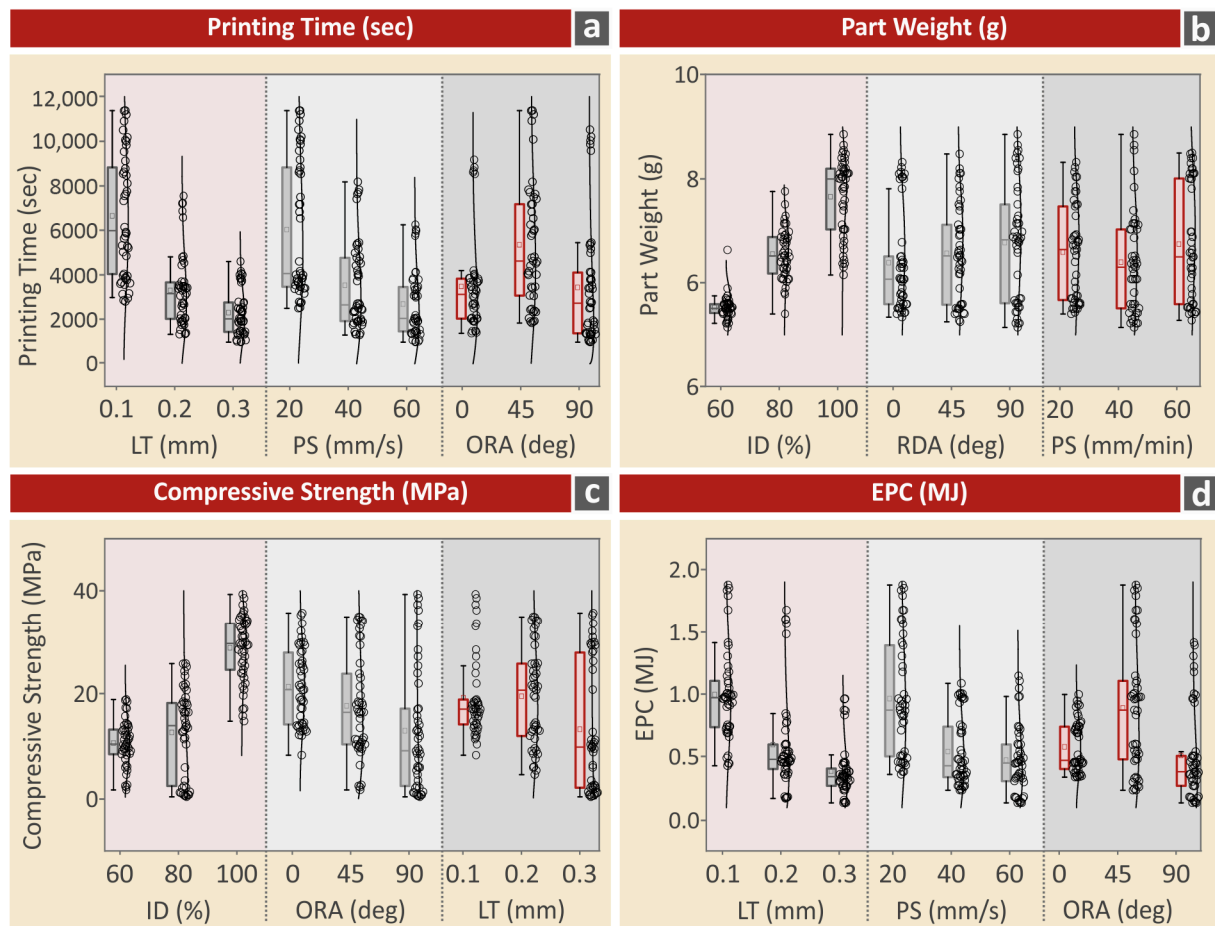 Printing Time (sec) a
Printing Time (sec)
12,000
10,000
8000
6000
4000
2000
0
0.1 0.2 0.3 20 40 60 0 45 90
LT (mm) PS (mm/s) ORA (deg)
Part Weight (g) b
Part Weight (g)
10
8
6
6
60 80 100 0 45 90 20 40 60
ID (%) RDA (deg) PS (mm/min)
Compressive Strength (MPa) c
Compressive Strength (MPa)
40
20
0
60 80 100 0 45 90 0.1 0.2 0.3
ID (%) ORA (deg) LT (mm)
EPC (MJ) d
EPC (MJ)
2.0
1.5
1.0
0.5
0.0
0.1 0.2 0.3 20 40 60 0 45 90
LT (mm) PS (mm/s) ORA (deg)